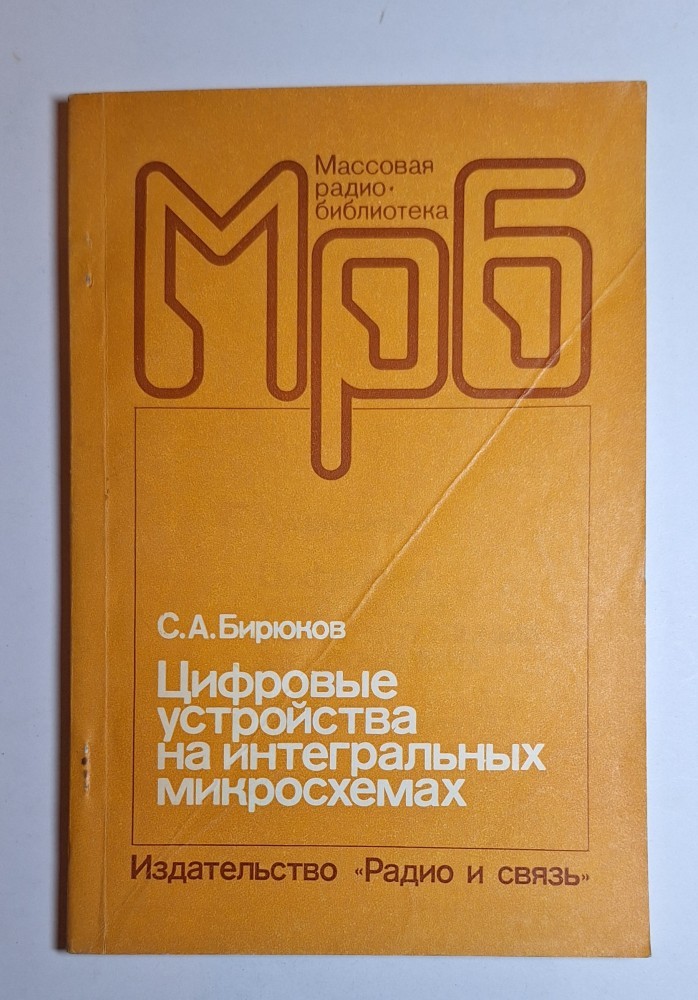 Массовая
радио-
библиотека
МРБ
С.А.Бирюков
Цифровые
устройства
на интегральных
микросхемах
Издательство «Радио и связь»